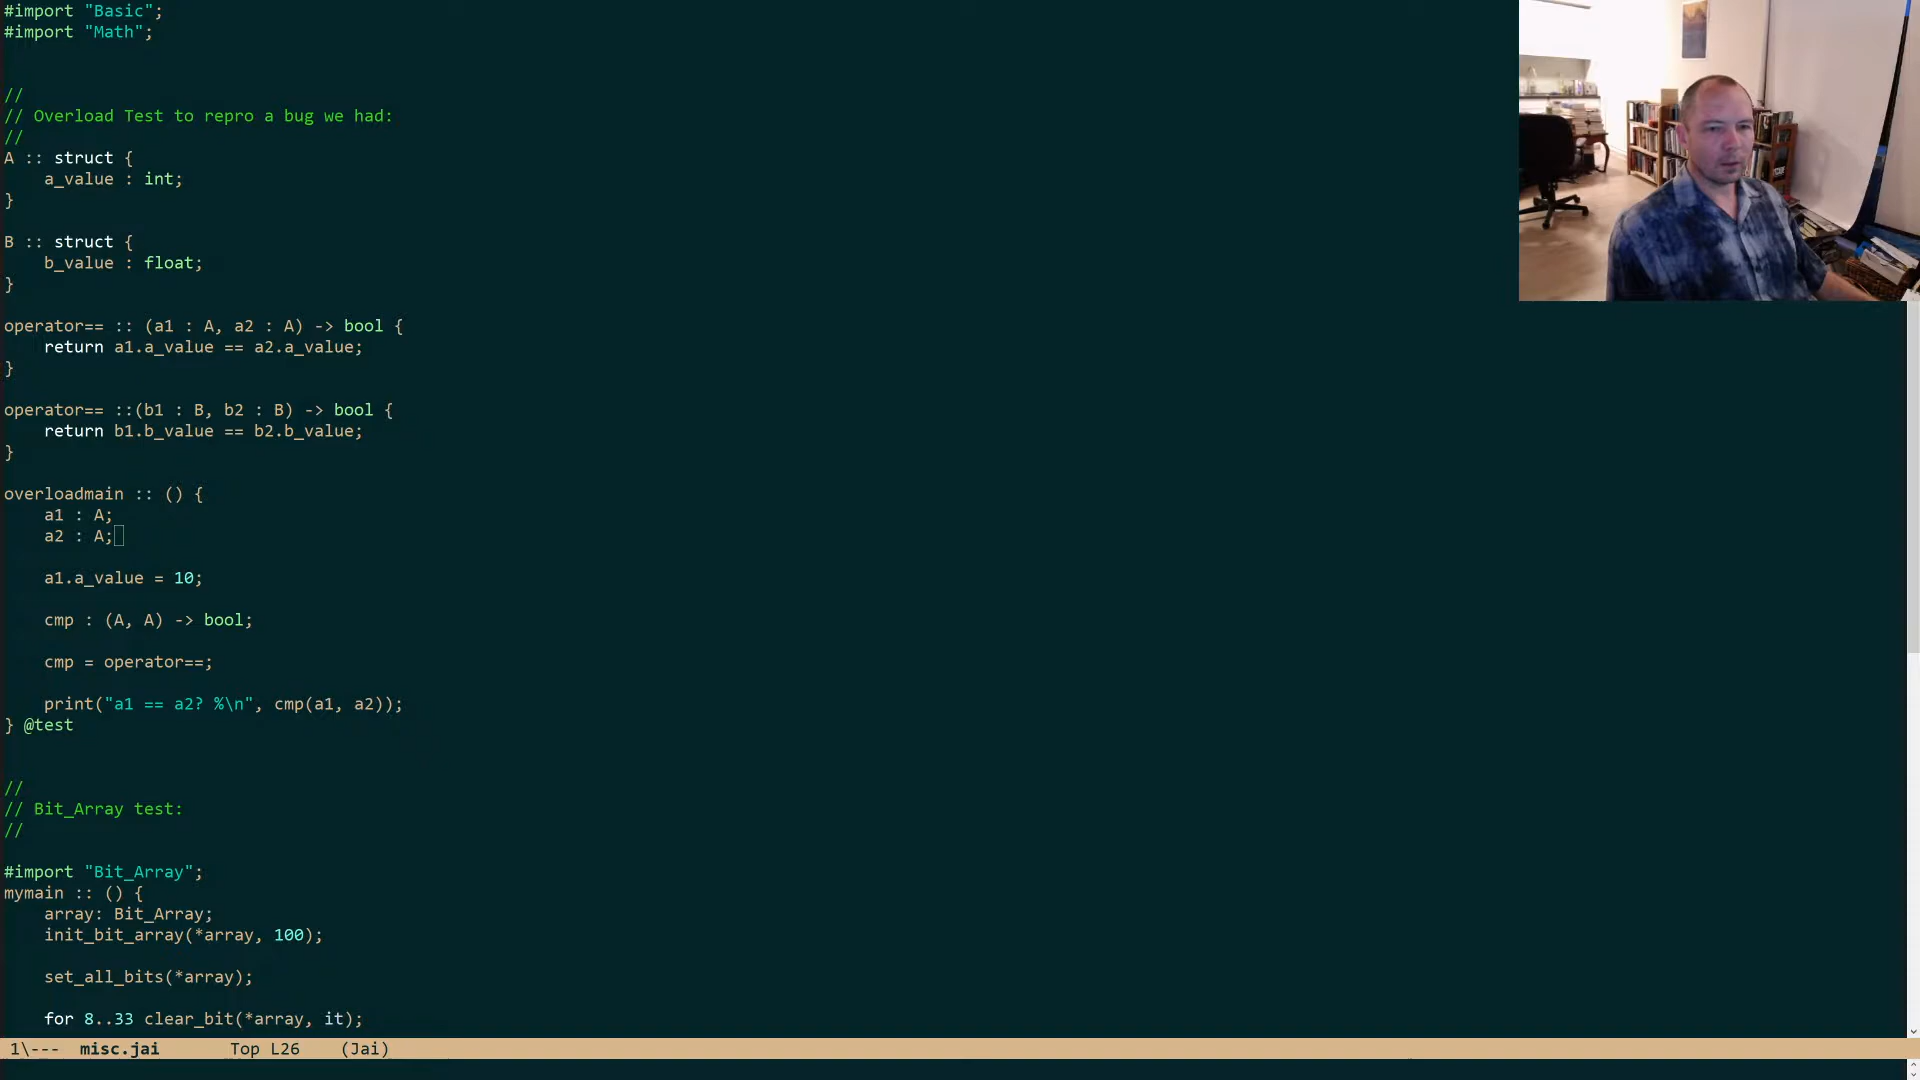 #import "Basic";
#import "Math";
//
// Overload Test to repro a bug we had:
//
A :: struct {
    a_value : int;
}
B :: struct {
    b_value : float;
}
operator== :: (a1 : A, a2 : A) -> bool {
    return a1.a_value == a2.a_value;
}
operator== ::(b1 : B, b2 : B) -> bool {
    return b1.b_value == b2.b_value;
}
overloadmain :: () {
    a1 : A;
    a2 : A;
    a1.a_value = 10;
    cmp : (A, A) -> bool;
    cmp = operator==;
    print("a1 == a2? %\n", cmp(a1, a2));
} @test
//
// Bit_Array test:
//
#import "Bit_Array";
mymain :: () {
    array: Bit_Array;
    init_bit_array(*array, 100);
    set_all_bits(*array);
    for 8..33 clear_bit(*array, it);
1\--- misc.jai Top L26 (Jai)